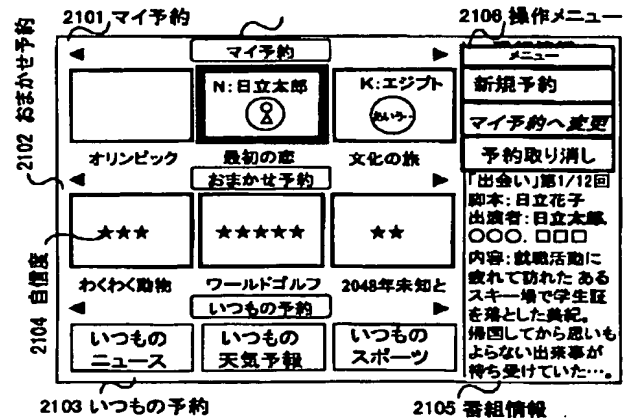 2101 マイ予約
2106 操作メニュー
2102 おまかせ予約
マイ予約
メニュー
N:日立太郎
K:エジプト
あいう‥
オリンピック
最初の恋
文化の旅
新規予約
マイ予約へ変更
予約取り消し
おまかせ予約
★★★
★★★★★
★★
わくわく動物
ワールドゴルフ
2048年未知と
2104 自信度
いつもの予約
いつもの
ニュース
いつもの
天気予報
いつもの
スポーツ
「出会い」第1/12回
脚本:日立花子
出演者:日立太郎,
○○○, □□□
内容:就職活動に
疲れて訪れた ある
スキー場で学生証
を落とした美紀。
帰国してから思いも
よらない出来事が
待ち受けていた…。
2103 いつもの予約
2105 番組情報